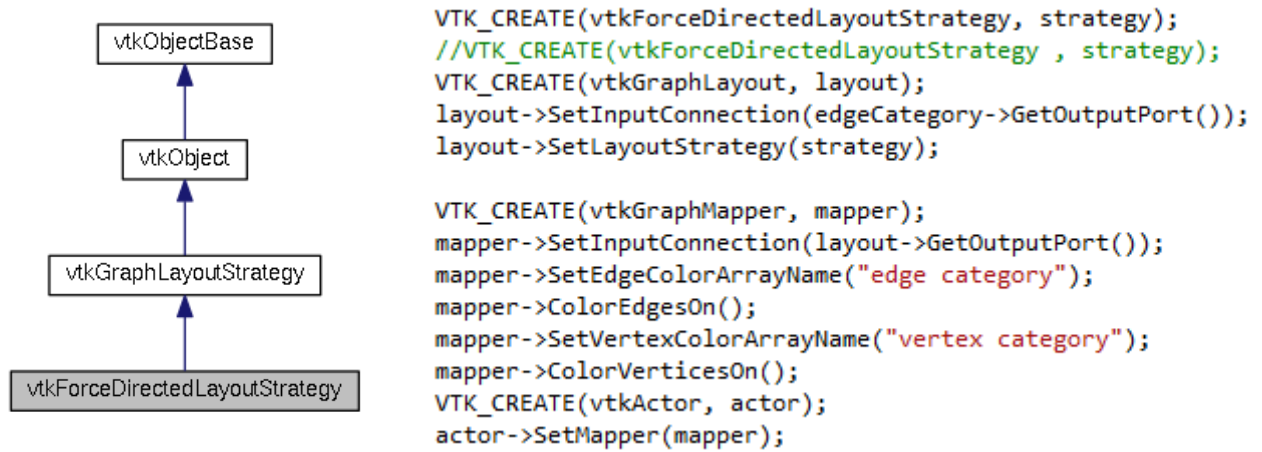 vtkObjectBase
vtkObject
vtkGraphLayoutStrategy
vtkForceDirectedLayoutStrategy
VTK_CREATE(vtkForceDirectedLayoutStrategy, strategy);
//VTK_CREATE(vtkForceDirectedLayoutStrategy , strategy);
VTK_CREATE(vtkGraphLayout, layout);
layout->SetInputConnection(edgeCategory->GetOutputPort());
layout->SetLayoutStrategy(strategy);
VTK_CREATE(vtkGraphMapper, mapper);
mapper->SetInputConnection(layout->GetOutputPort());
mapper->SetEdgeColorArrayName("edge category");
mapper->ColorEdgesOn();
mapper->SetVertexColorArrayName("vertex category");
mapper->ColorVerticesOn();
VTK_CREATE(vtkActor, actor);
actor->SetMapper(mapper);